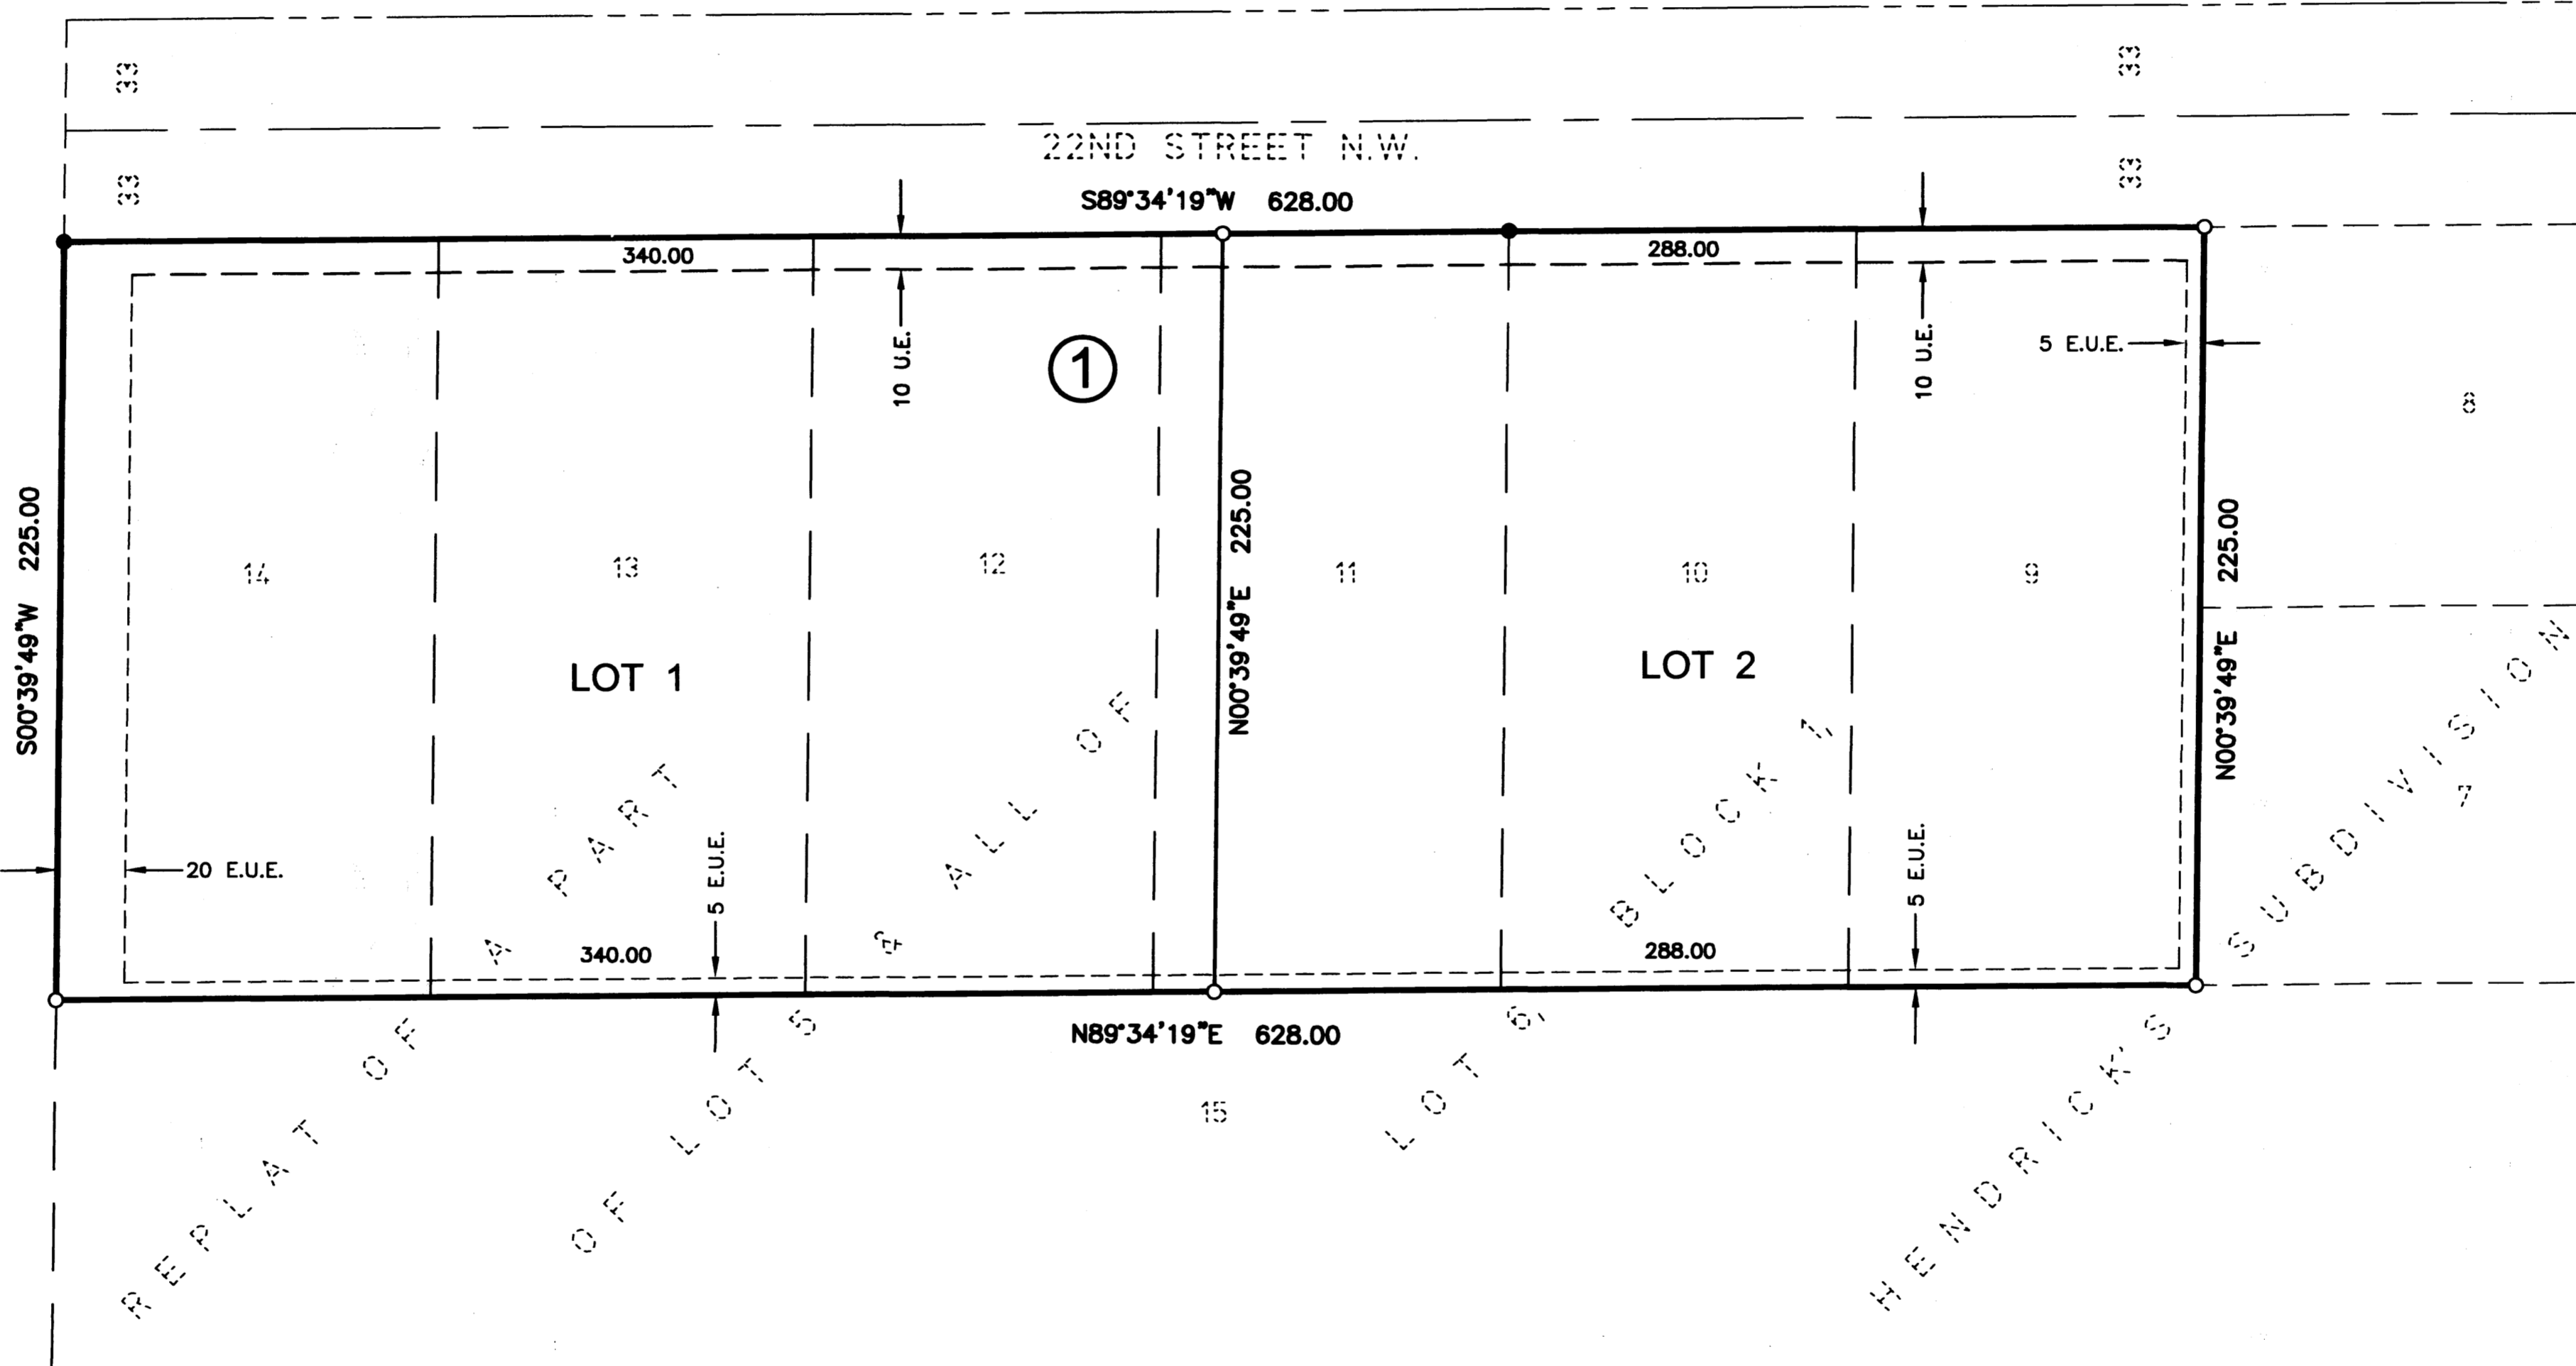 33
33
22ND STREET N.W.
33
33
S89°34'19"W 628.00
340.00
288.00
10 U.E.
10 U.E.
5 E.U.E.
1
8
S00°39'49"W 225.00
N00°39'49"E 225.00
N00°39'49"E 225.00
14
13
12
11
10
9
LOT 1
LOT 2
7
20 E.U.E.
5 E.U.E.
5 E.U.E.
340.00
288.00
N89°34'19"E 628.00
15
REPLAT OF A PART
OF LOT 5 & ALL OF
LOT 6, BLOCK 1,
HENDRICK'S SUBDIVISION